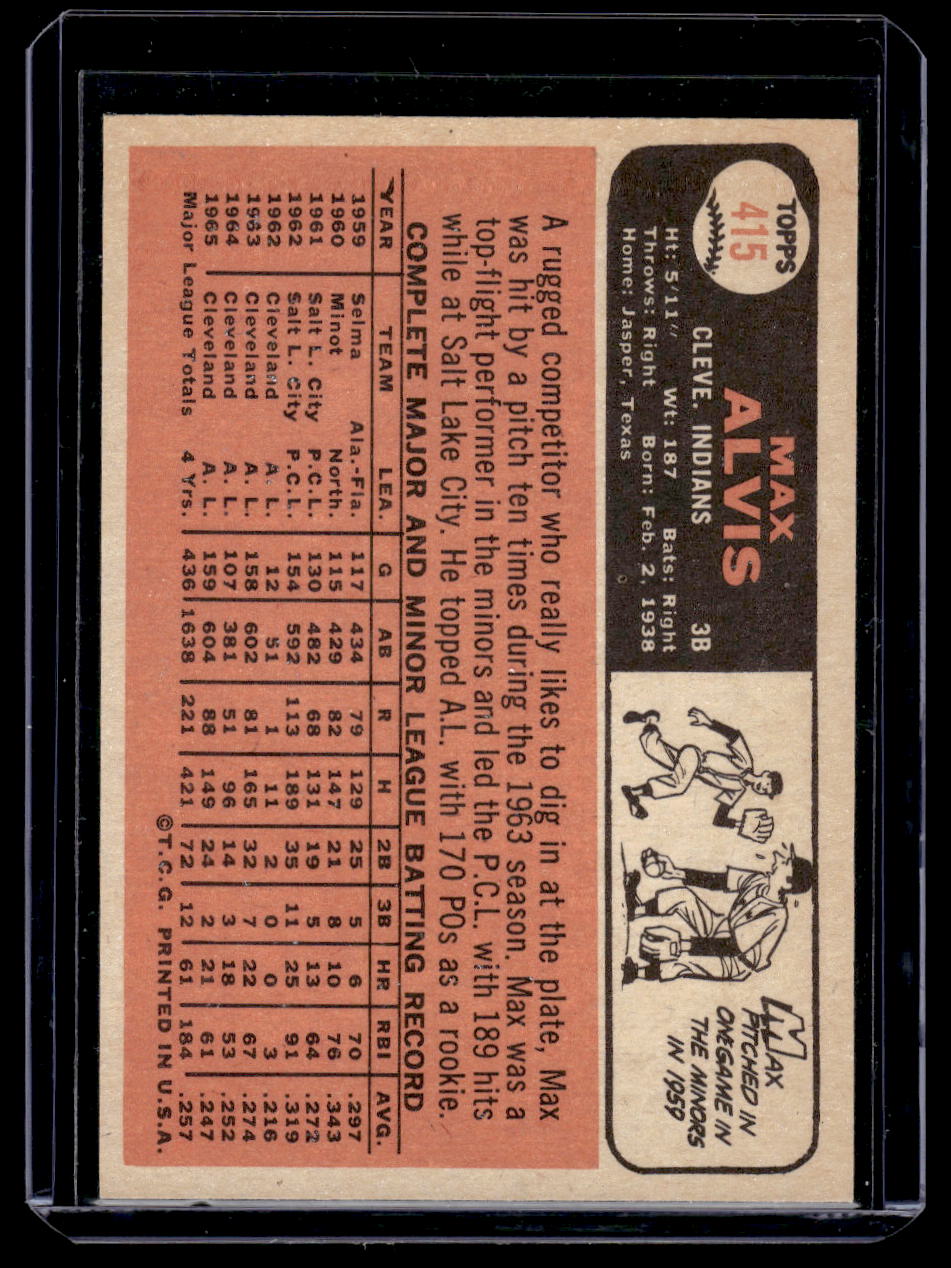 TOPPS
415
MAX
ALVIS
CLEVE. INDIANS 3B
Ht: 5'11" Wt: 187 Bats: Right
Throws: Right Born: Feb. 2, 1938
Home: Jasper, Texas
MAX
PITCHED IN
ONE GAME IN
THE MINORS
IN 1959
A rugged competitor who really likes to dig in at the plate, Max
was hit by a pitch ten times during the 1963 season. Max was a
top-flight performer in the minors and led the P.C.L. with 189 hits
while at Salt Lake City. He topped A.L. with 170 POs as a rookie.
COMPLETE MAJOR AND MINOR LEAGUE BATTING RECORD
YEAR TEAM LEA. G AB R H 2B 3B HR RBI AVG.
1959 Selma Ala.-Fla. 117 434 79 129 25 5 6 70 .297
1960 Minot North. 115 429 82 147 21 8 10 76 .343
1961 Salt L. City P.C.L. 130 482 68 131 19 5 13 64 .272
1962 Salt L. City P.C.L. 154 592 113 189 35 11 25 91 .319
1962 Cleveland A. L. 12 51 1 11 2 0 0 3 .216
1963 Cleveland A. L. 158 602 81 165 32 7 22 67 .274
1964 Cleveland A. L. 107 381 51 96 14 3 18 53 .252
1965 Cleveland A. L. 159 604 88 149 24 2 21 61 .247
Major League Totals 4 Yrs. 436 1638 221 421 72 12 61 184 .257
©T.C.G. PRINTED IN U.S.A.